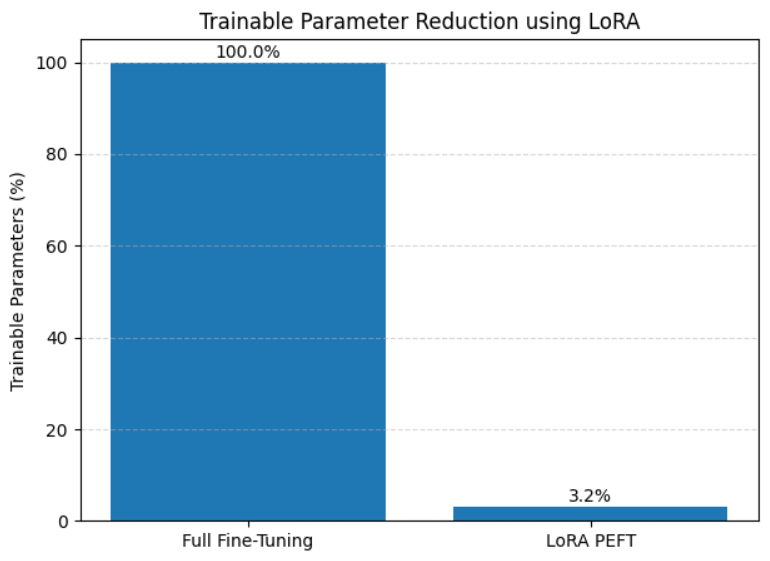 Trainable Parameter Reduction using LoRA
100.0%
100
80
60
40
20
0
Trainable Parameters (%)
3.2%
Full Fine-Tuning
LoRA PEFT